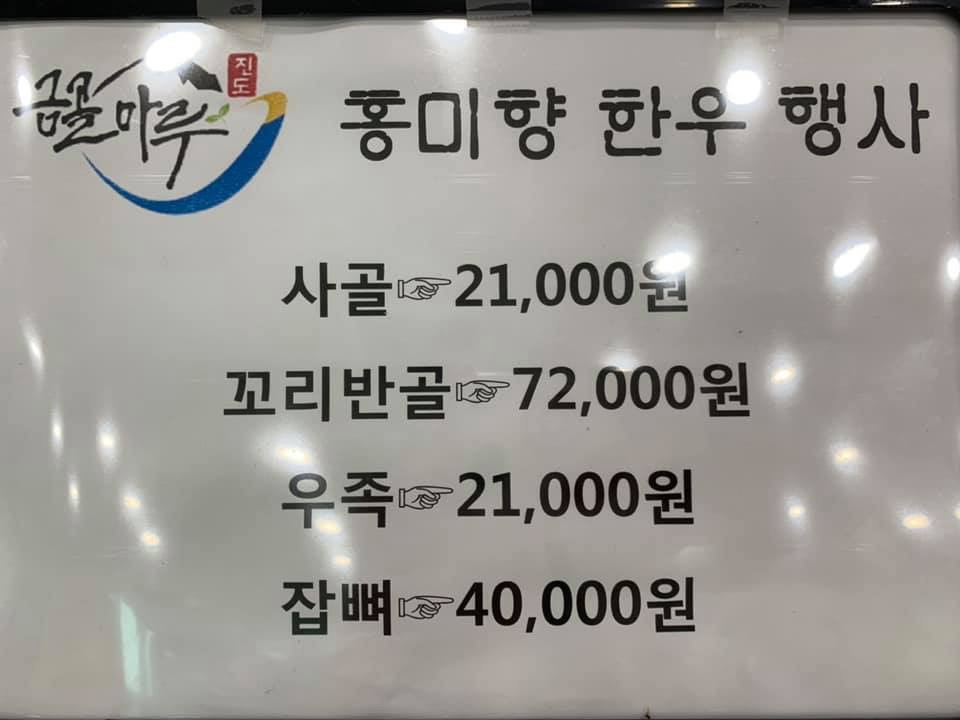 진도
금골마루
홍미향 한우 행사
사골☞21,000원
꼬리반골☞72,000원
우족☞21,000원
잡뼈☞40,000원